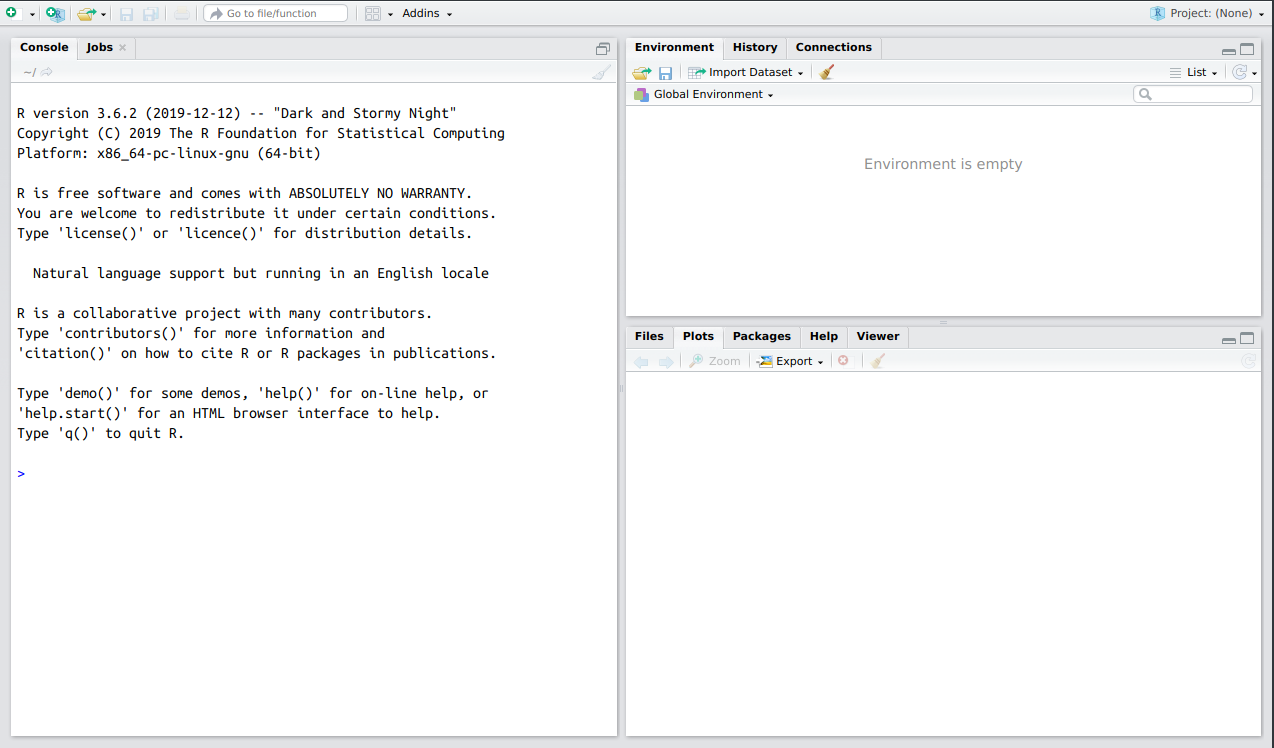 Go to file/function
Addins
Project: (None)
Console
Jobs
~/
R version 3.6.2 (2019-12-12) -- "Dark and Stormy Night"
Copyright (C) 2019 The R Foundation for Statistical Computing
Platform: x86_64-pc-linux-gnu (64-bit)
R is free software and comes with ABSOLUTELY NO WARRANTY.
You are welcome to redistribute it under certain conditions.
Type 'license()' or 'licence()' for distribution details.
Natural language support but running in an English locale
R is a collaborative project with many contributors.
Type 'contributors()' for more information and
'citation()' on how to cite R or R packages in publications.
Type 'demo()' for some demos, 'help()' for on-line help, or
'help.start()' for an HTML browser interface to help.
Type 'q()' to quit R.
>
Environment
History
Connections
Import Dataset
List
Global Environment
Environment is empty
Files
Plots
Packages
Help
Viewer
Zoom
Export